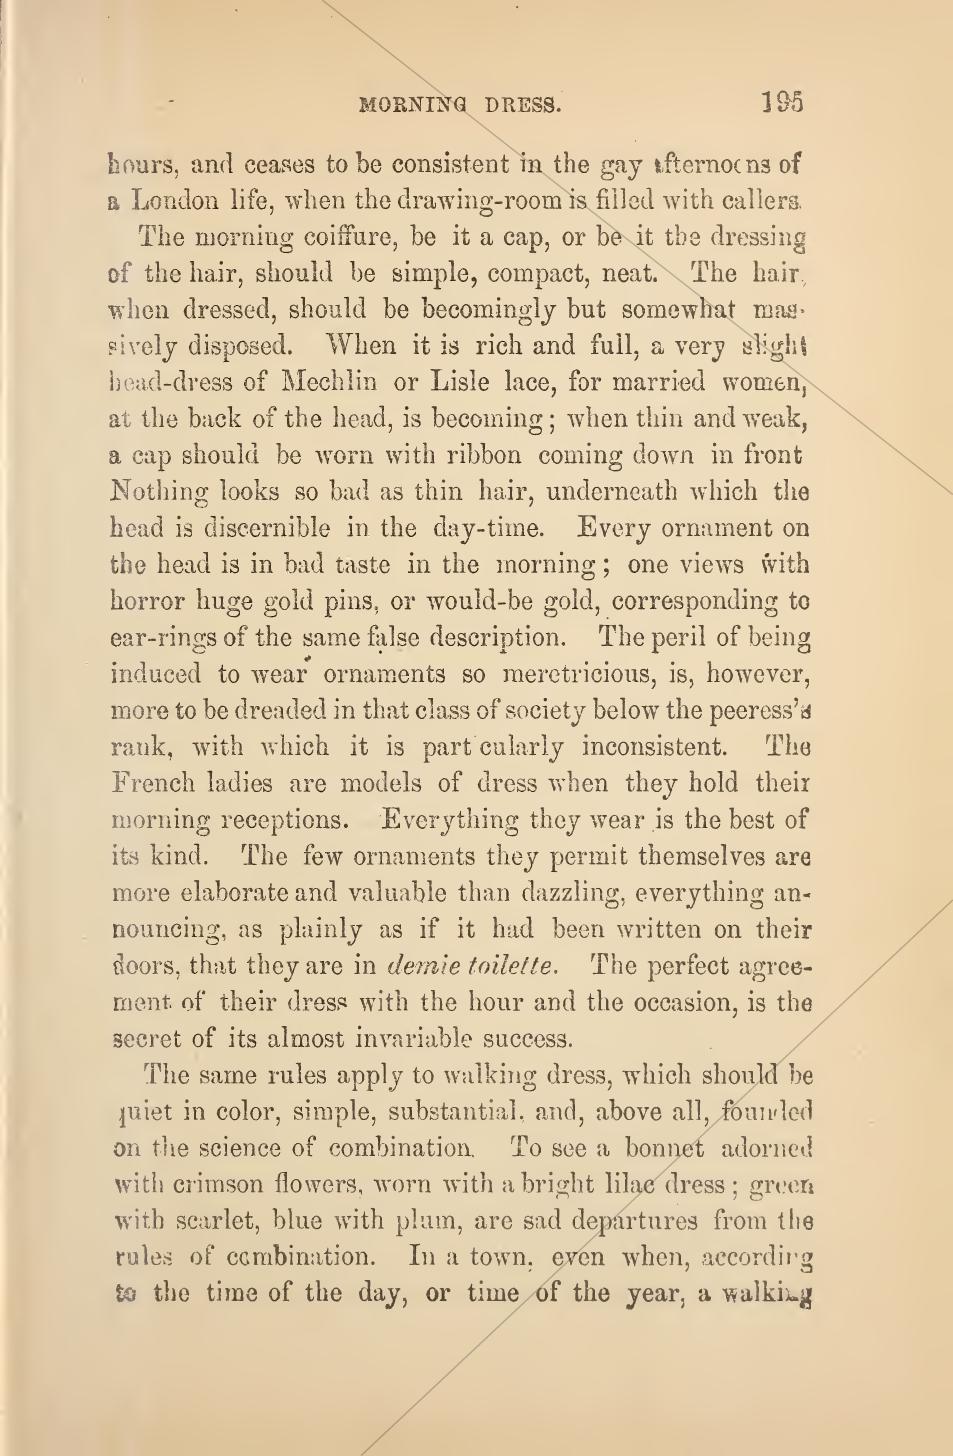 MORNING DRESS. 195
hours, and ceases to be consistent in the gay afternoons of
a London life, when the drawing-room is filled with callers.
The morning coiffure, be it a cap, or be it the dressing
of the hair, should be simple, compact, neat. The hair,
when dressed, should be becomingly but somewhat mas-
sively disposed. When it is rich and full, a very slight
head-dress of Mechlin or Lisle lace, for married women,
at the back of the head, is becoming; when thin and weak,
a cap should be worn with ribbon coming down in front
Nothing looks so bad as thin hair, underneath which the
head is discernible in the day-time. Every ornament on
the head is in bad taste in the morning; one views with
horror huge gold pins, or would-be gold, corresponding to
ear-rings of the same false description. The peril of being
induced to wear ornaments so meretricious, is, however,
more to be dreaded in that class of society below the peeress's
rank, with which it is particularly inconsistent. The
French ladies are models of dress when they hold their
morning receptions. Everything they wear is the best of
its kind. The few ornaments they permit themselves are
more elaborate and valuable than dazzling, everything an-
nouncing, as plainly as if it had been written on their
doors, that they are in demie toilette. The perfect agree-
ment of their dress with the hour and the occasion, is the
secret of its almost invariable success.
The same rules apply to walking dress, which should be
quiet in color, simple, substantial, and, above all, founded
on the science of combination. To see a bonnet adorned
with crimson flowers, worn with a bright lilac dress; green
with scarlet, blue with plum, are sad departures from the
rules of combination. In a town, even when, according
to the time of the day, or time of the year, a walking